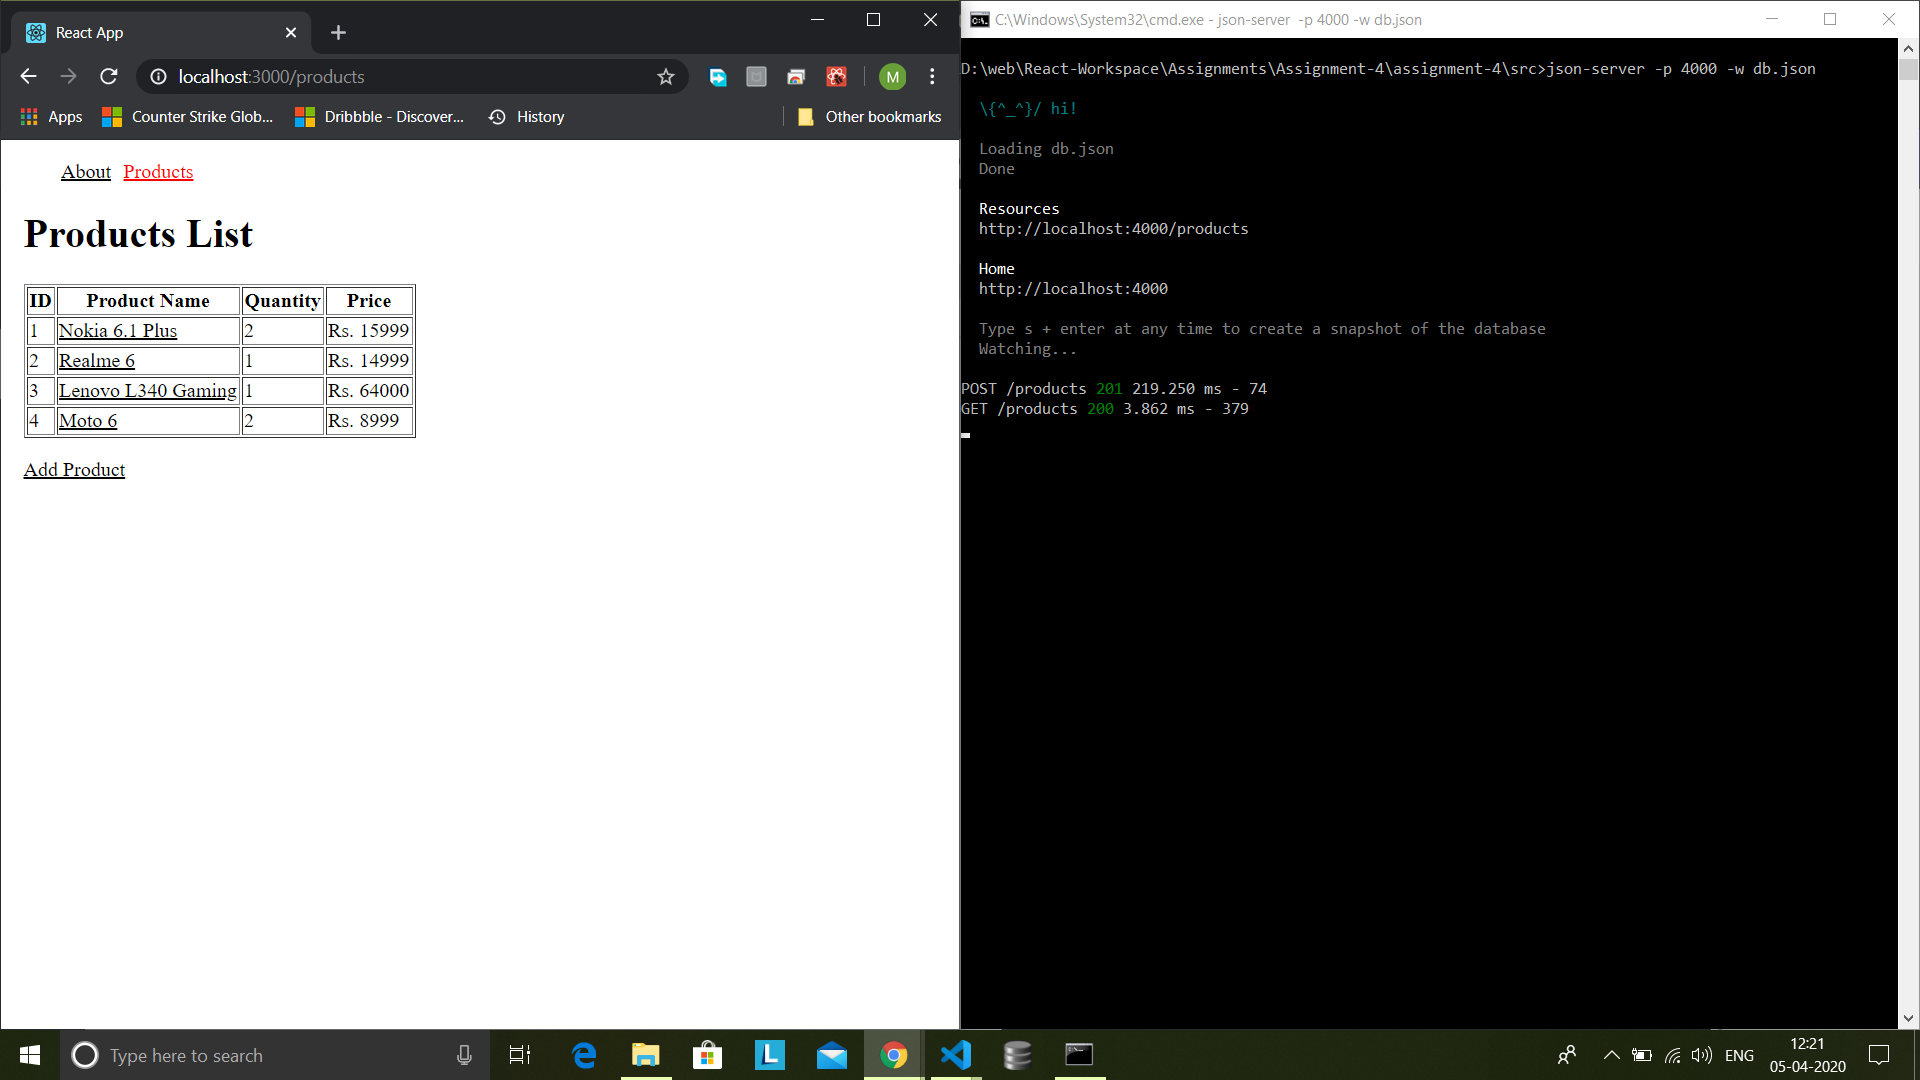 React App
localhost:3000/products
M
Apps
Counter Strike Glob...
Dribbble - Discover...
History
Other bookmarks
About Products
Products List
ID Product Name Quantity Price
1 Nokia 6.1 Plus 2 Rs. 15999
2 Realme 6 1 Rs. 14999
3 Lenovo L340 Gaming 1 Rs. 64000
4 Moto 6 2 Rs. 8999
Add Product
C:\Windows\System32\cmd.exe - json-server -p 4000 -w db.json
D:\web\React-Workspace\Assignments\Assignment-4\assignment-4\src>json-server -p 4000 -w db.json
\{^_^}/ hi!
Loading db.json
Done
Resources
http://localhost:4000/products
Home
http://localhost:4000
Type s + enter at any time to create a snapshot of the database
Watching...
POST /products 201 219.250 ms - 74
GET /products 200 3.862 ms - 379
Type here to search
L
ENG
12:21
05-04-2020